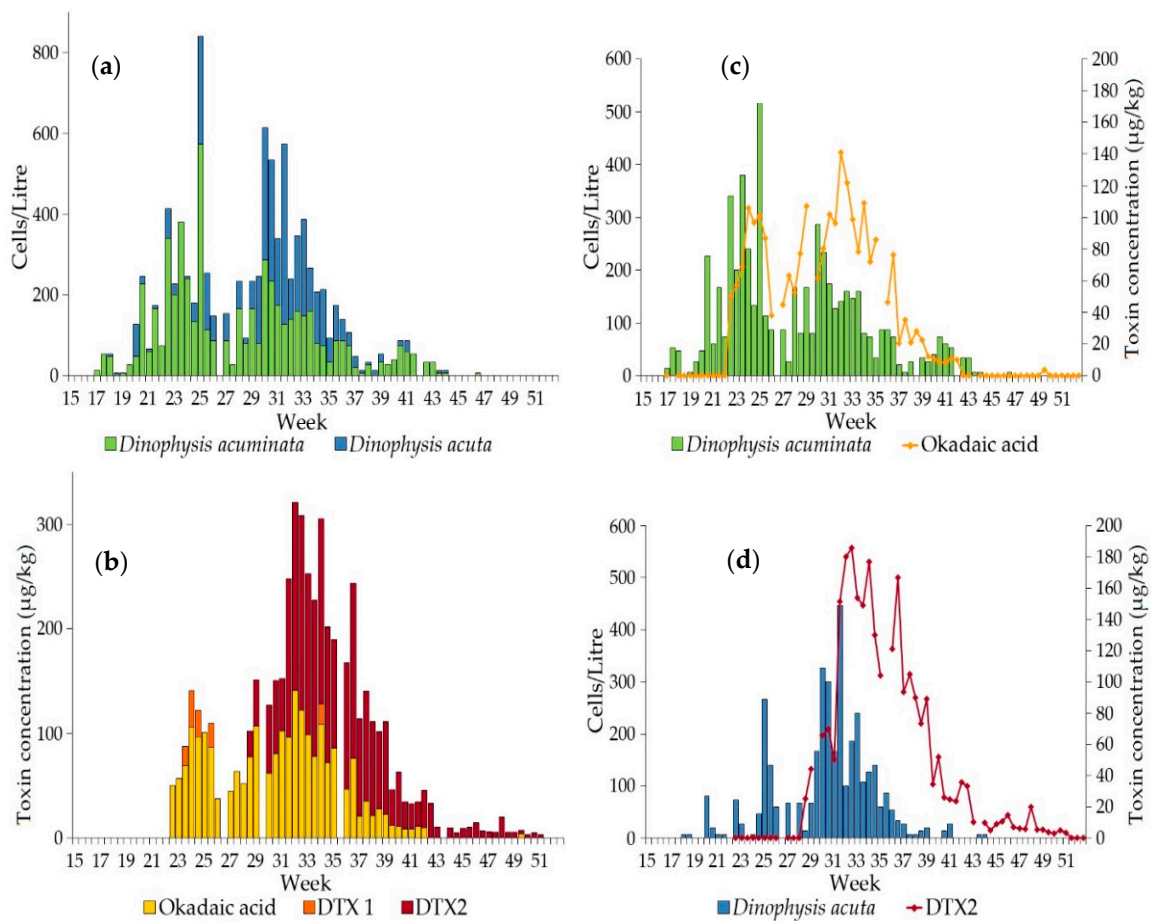 (a)
Cells/Litre
800
600
400
200
0
15 17 19 21 23 25 27 29 31 33 35 37 39 41 43 45 47 49 51
Week
Dinophysis acuminata Dinophysis acuta
(c)
Cells/Litre
600
500
400
300
200
100
0
200
180
160
140
120
100
80
60
40
20
0
Toxin concentration (µg/kg)
15 17 19 21 23 25 27 29 31 33 35 37 39 41 43 45 47 49 51
Week
Dinophysis acuminata Okadaic acid
(b)
Toxin concentration (µg/kg)
300
200
100
0
15 17 19 21 23 25 27 29 31 33 35 37 39 41 43 45 47 49 51
Week
Okadaic acid DTX 1 DTX2
(d)
Cells/Litre
600
500
400
300
200
100
0
200
180
160
140
120
100
80
60
40
20
0
Toxin concentration (µg/kg)
15 17 19 21 23 25 27 29 31 33 35 37 39 41 43 45 47 49 51
Week
Dinophysis acuta DTX2